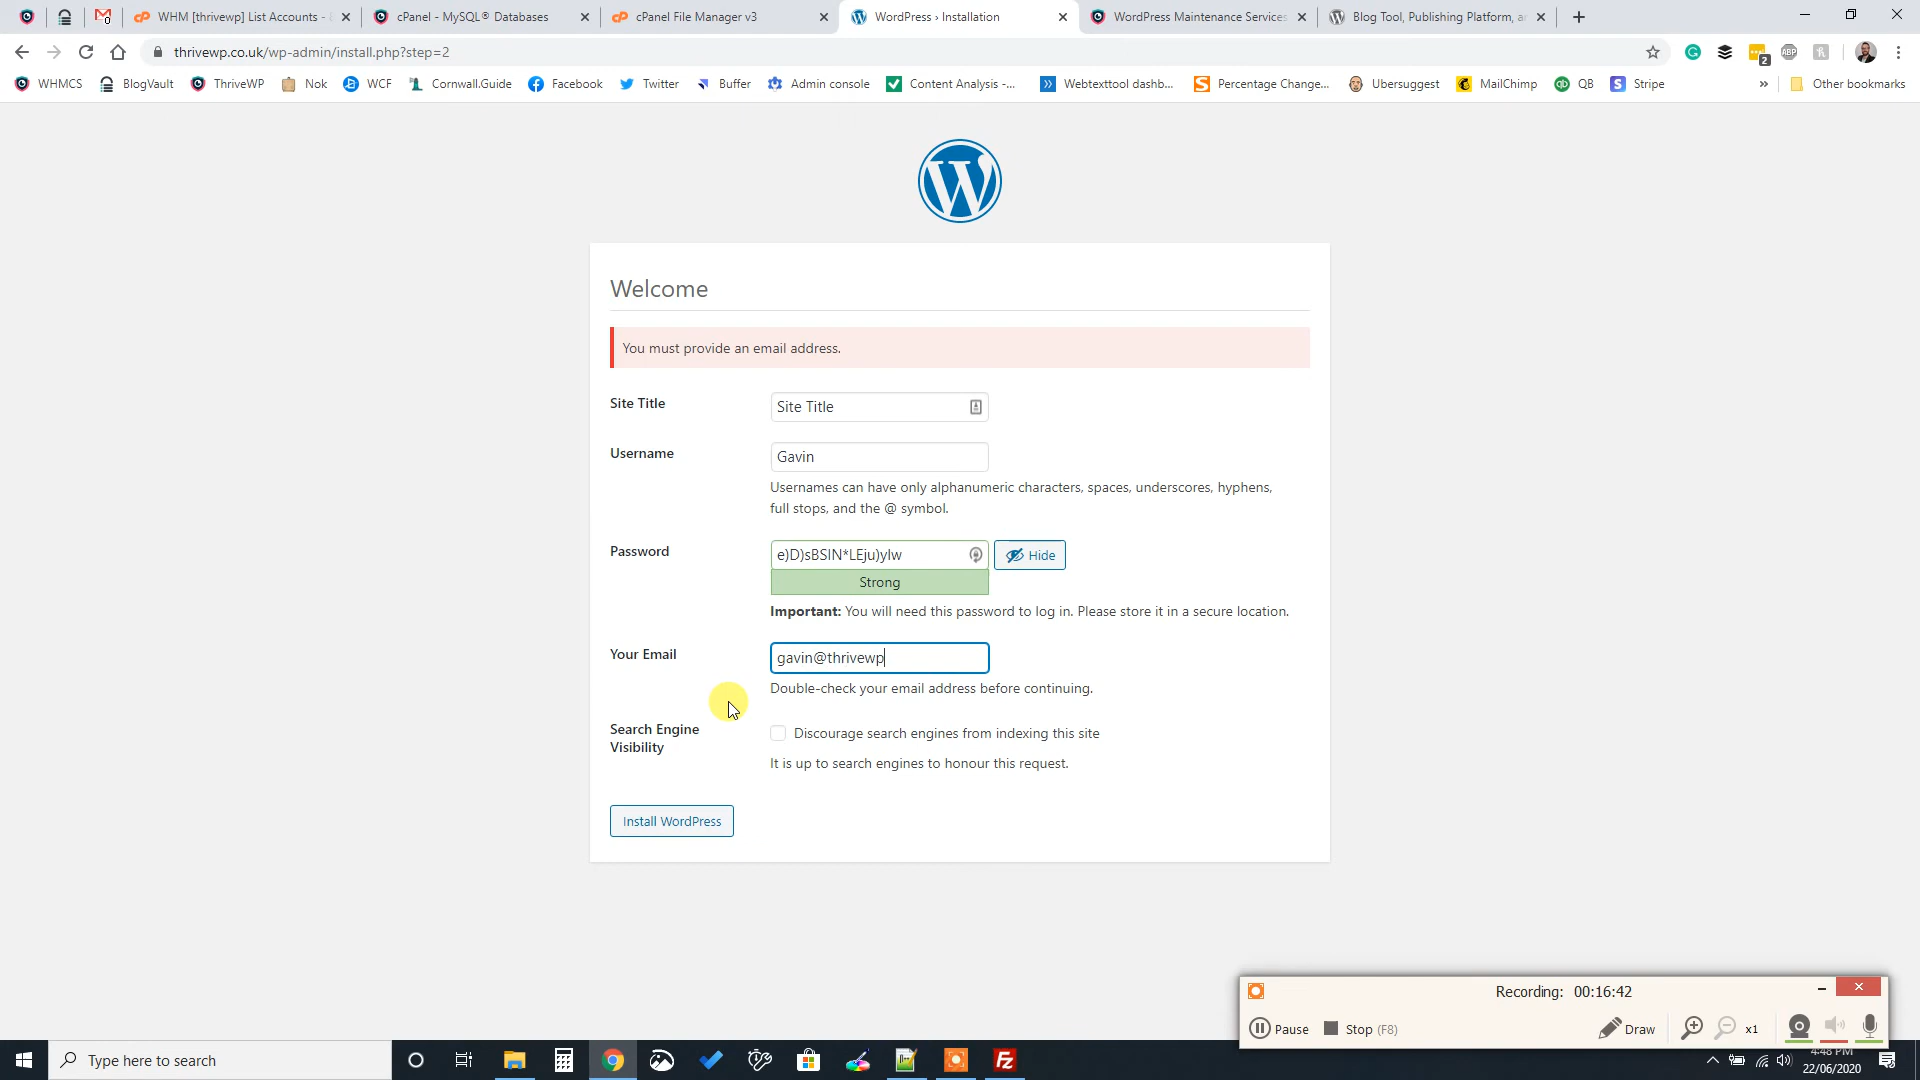 WHM [thrivewp] List Accounts -
cPanel - MySQL® Databases
cPanel File Manager v3
WordPress › Installation
WordPress Maintenance Services
Blog Tool, Publishing Platform, a
thrivewp.co.uk/wp-admin/install.php?step=2
2
ABP
WHMCS
BlogVault
ThriveWP
Nok
WCF
Cornwall.Guide
Facebook
Twitter
Buffer
Admin console
Content Analysis -...
Webtexttool dashb...
Percentage Change...
Ubersuggest
MailChimp
QB
Stripe
»
Other bookmarks
Welcome
You must provide an email address.
Site Title
Site Title
Username
Gavin
Usernames can have only alphanumeric characters, spaces, underscores, hyphens,
full stops, and the @ symbol.
Password
e)D)sBSIN*LEju)yIw
Hide
Strong
Important: You will need this password to log in. Please store it in a secure location.
Your Email
gavin@thrivewp
Double-check your email address before continuing.
Search Engine
Visibility
Discourage search engines from indexing this site
It is up to search engines to honour this request.
Install WordPress
Recording: 00:16:42
Pause
Stop (F8)
Draw
x1
Type here to search
4:48 PM
22/06/2020